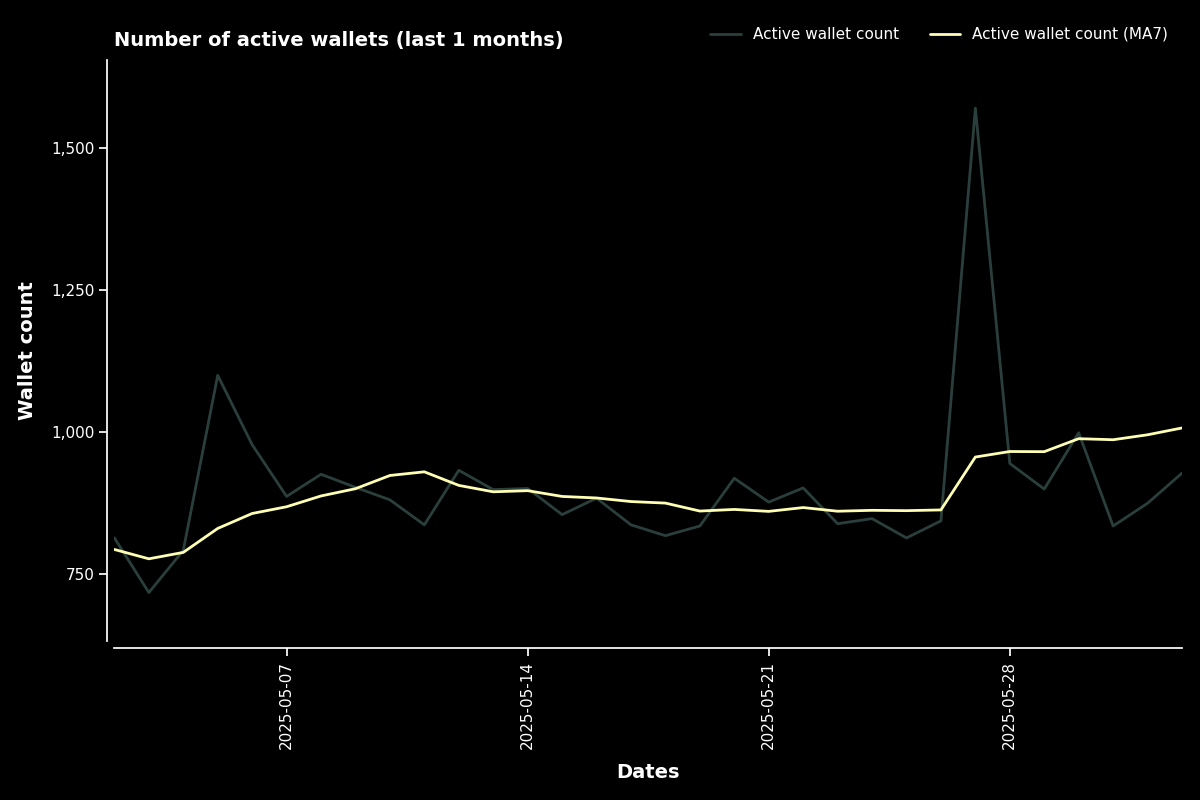 Number of active wallets (last 1 months)
Active wallet count
Active wallet count (MA7)
Wallet count
1,500
1,250
1,000
750
2025-05-07
2025-05-14
2025-05-21
2025-05-28
Dates